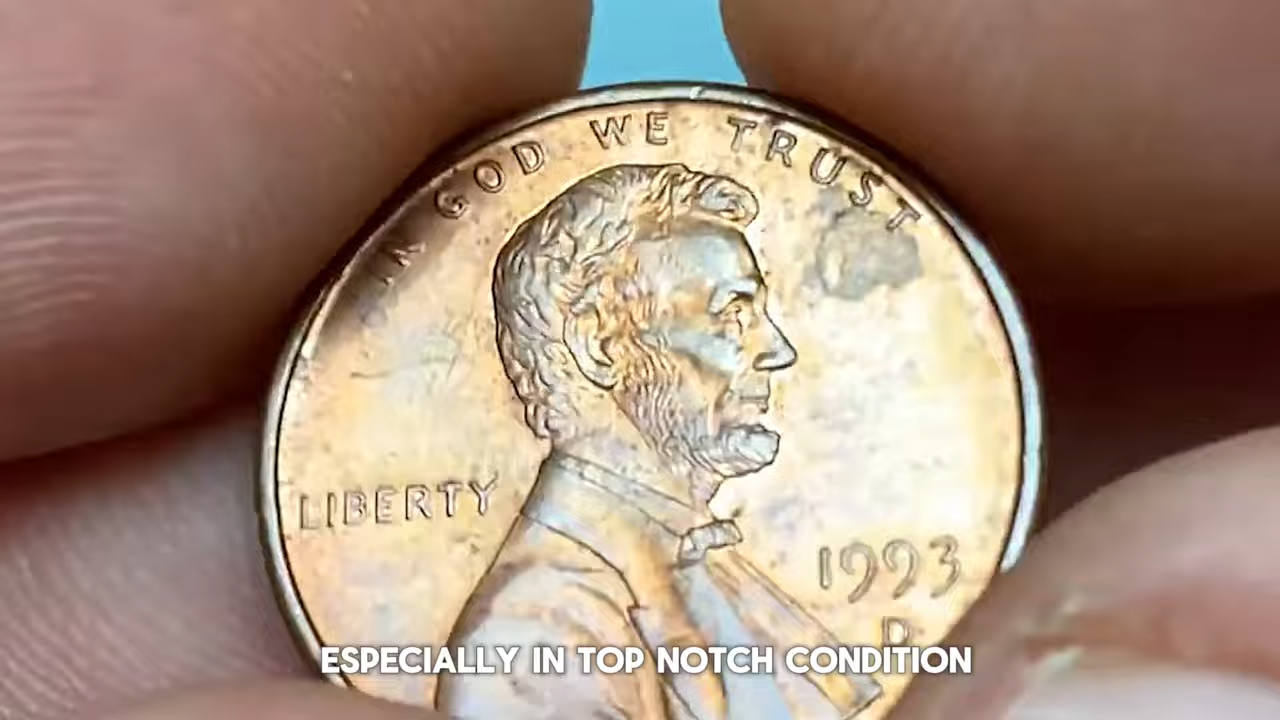 IN GOD WE TRUST
LIBERTY
1993
D
ESPECIALLY IN TOP NOTCH CONDITION